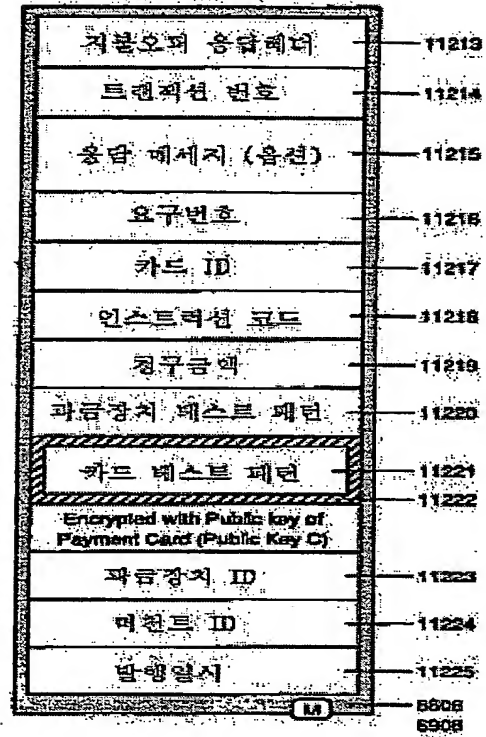 지불오퍼 응답헤더 11213
트랜잭션 번호 11214
응답 메세지 (옵션) 11215
요구번호 11216
카드 ID 11217
인스트럭션 코드 11218
청구금액 11219
과금장치 테스트 패턴 11220
카드 테스트 패턴 11221
11222
Encrypted with Public key of
Payment Card (Public Key C)
과금장치 ID 11223
머천트 ID 11224
발행일시 11225
M 6608
6908